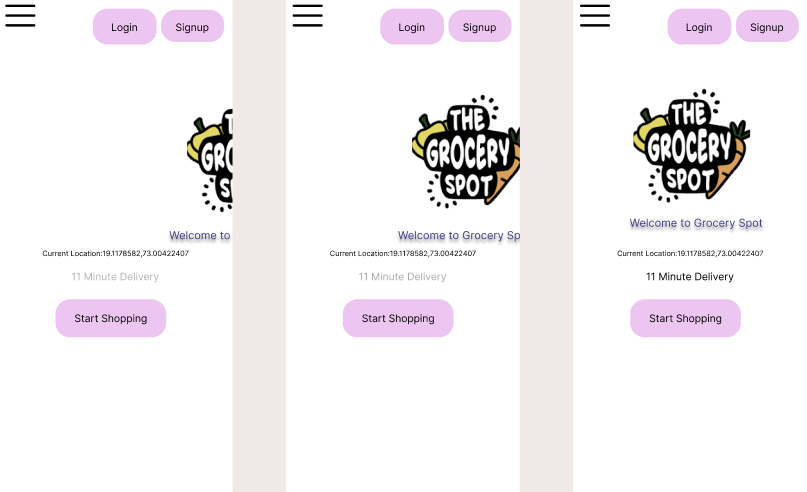 Login
Signup
THE
GROC
SP
Welcome to
Current Location:19.1178582,73.00422407
11 Minute Delivery
Start Shopping
Login
Signup
THE
GROCERY
SPOT
Welcome to Grocery Sp
Current Location:19.1178582,73.00422407
11 Minute Delivery
Start Shopping
Login
Signup
THE
GROCERY
SPOT
Welcome to Grocery Spot
Current Location:19.1178582,73.00422407
11 Minute Delivery
Start Shopping